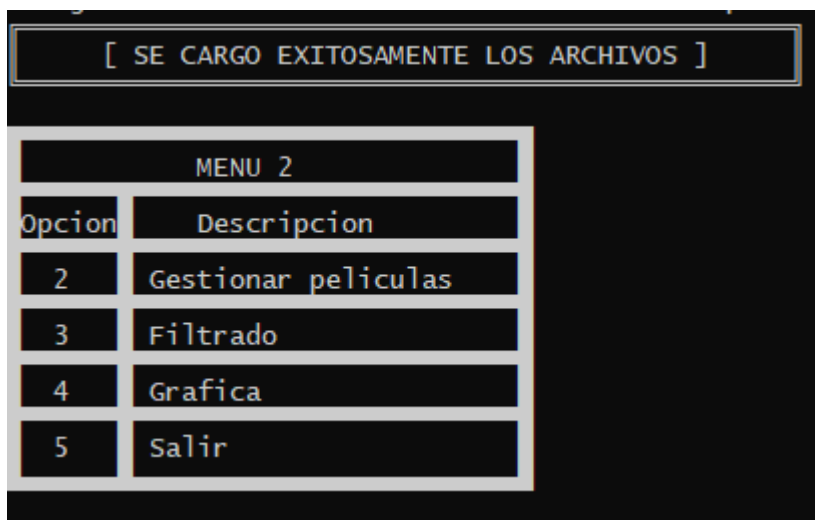 [ SE CARGO EXITOSAMENTE LOS ARCHIVOS ]
MENU 2
Opcion Descripcion
2 Gestionar peliculas
3 Filtrado
4 Grafica
5 Salir